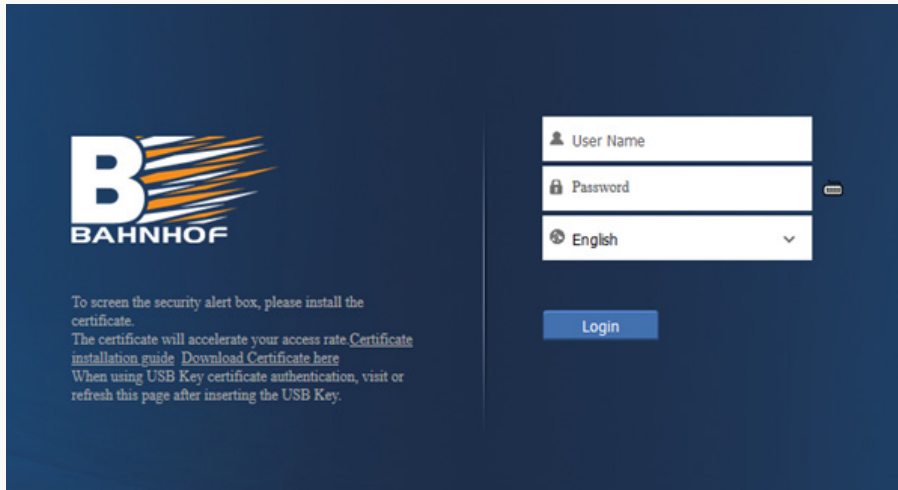 BAHNHOF
To screen the security alert box, please install the
certificate.
The certificate will accelerate your access rate.Certificate
installation guide Download Certificate here
When using USB Key certificate authentication, visit or
refresh this page after inserting the USB Key.
User Name
Password
English
Login